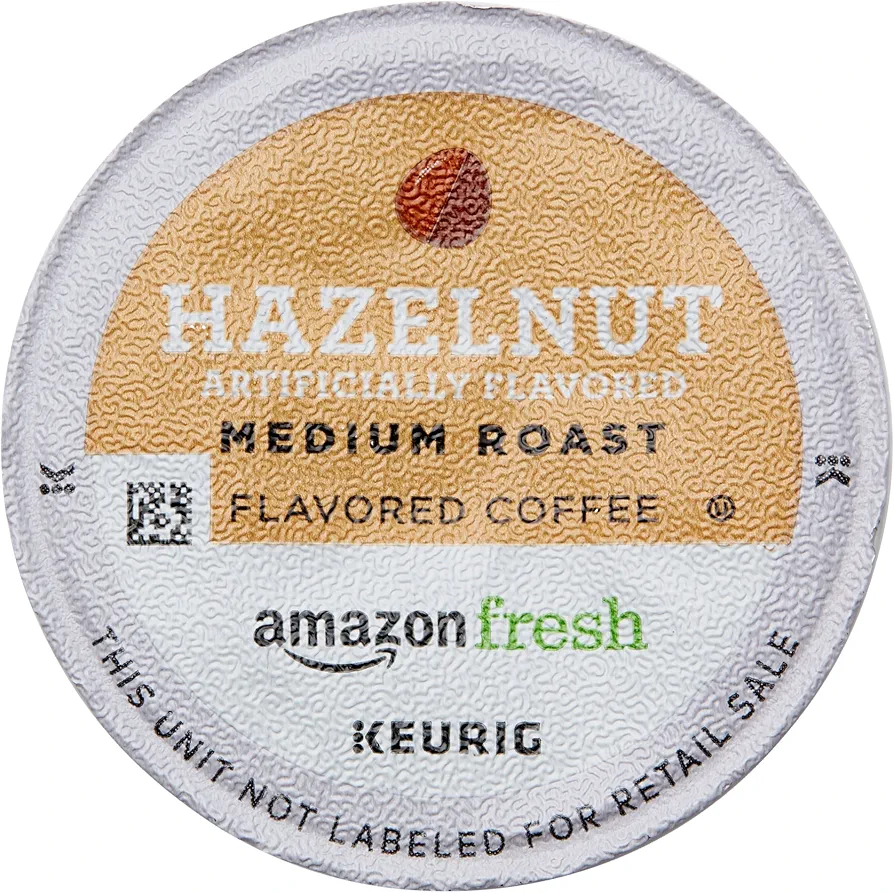 HAZELNUT
ARTIFICIALLY FLAVORED
MEDIUM ROAST
FLAVORED COFFEE
amazon fresh
KEURIG
THIS UNIT NOT LABELED FOR RETAIL SALE